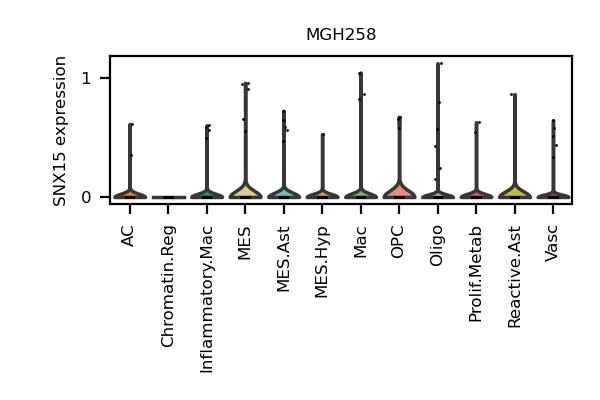 MGH258
SNX15 expression
1
0
AC
Chromatin.Reg
Inflammatory.Mac
MES
MES.Ast
MES.Hyp
Mac
OPC
Oligo
Prolif.Metab
Reactive.Ast
Vasc